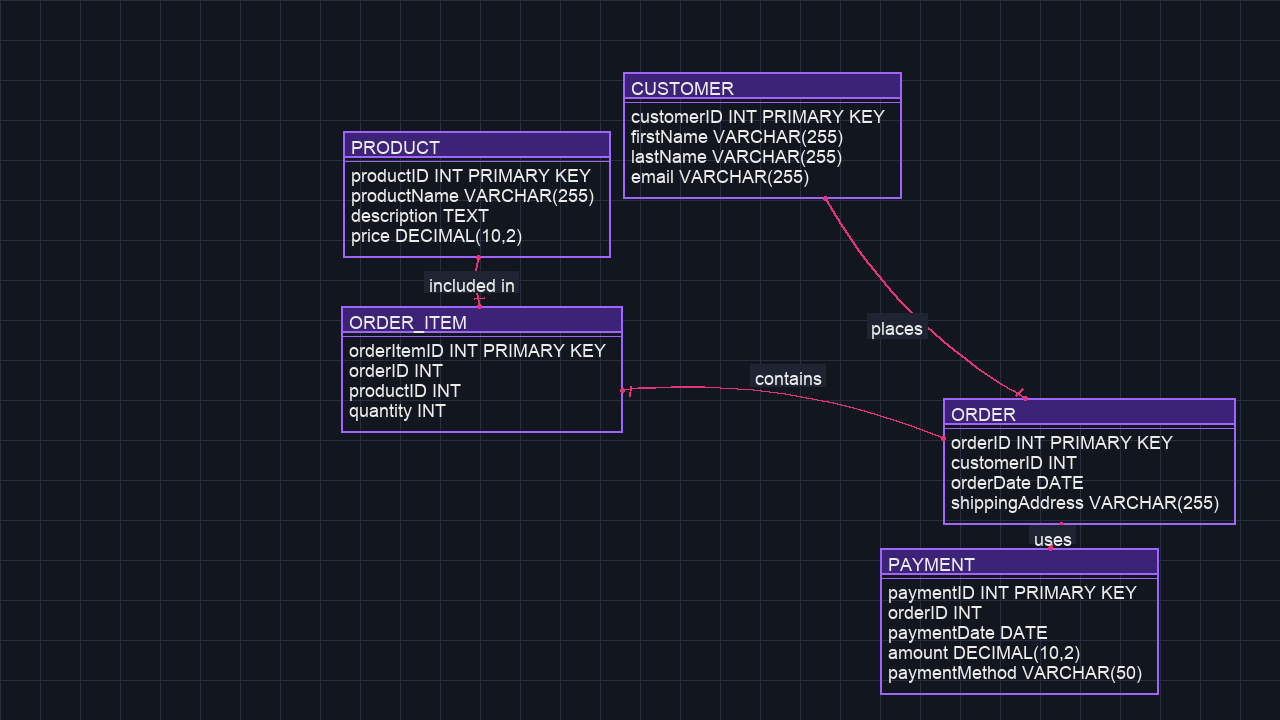 CUSTOMER
customerID INT PRIMARY KEY
firstName VARCHAR(255)
lastName VARCHAR(255)
email VARCHAR(255)
PRODUCT
productID INT PRIMARY KEY
productName VARCHAR(255)
description TEXT
price DECIMAL(10,2)
included in
ORDER_ITEM
orderItemID INT PRIMARY KEY
orderID INT
productID INT
quantity INT
places
contains
ORDER
orderID INT PRIMARY KEY
customerID INT
orderDate DATE
shippingAddress VARCHAR(255)
uses
PAYMENT
paymentID INT PRIMARY KEY
orderID INT
paymentDate DATE
amount DECIMAL(10,2)
paymentMethod VARCHAR(50)